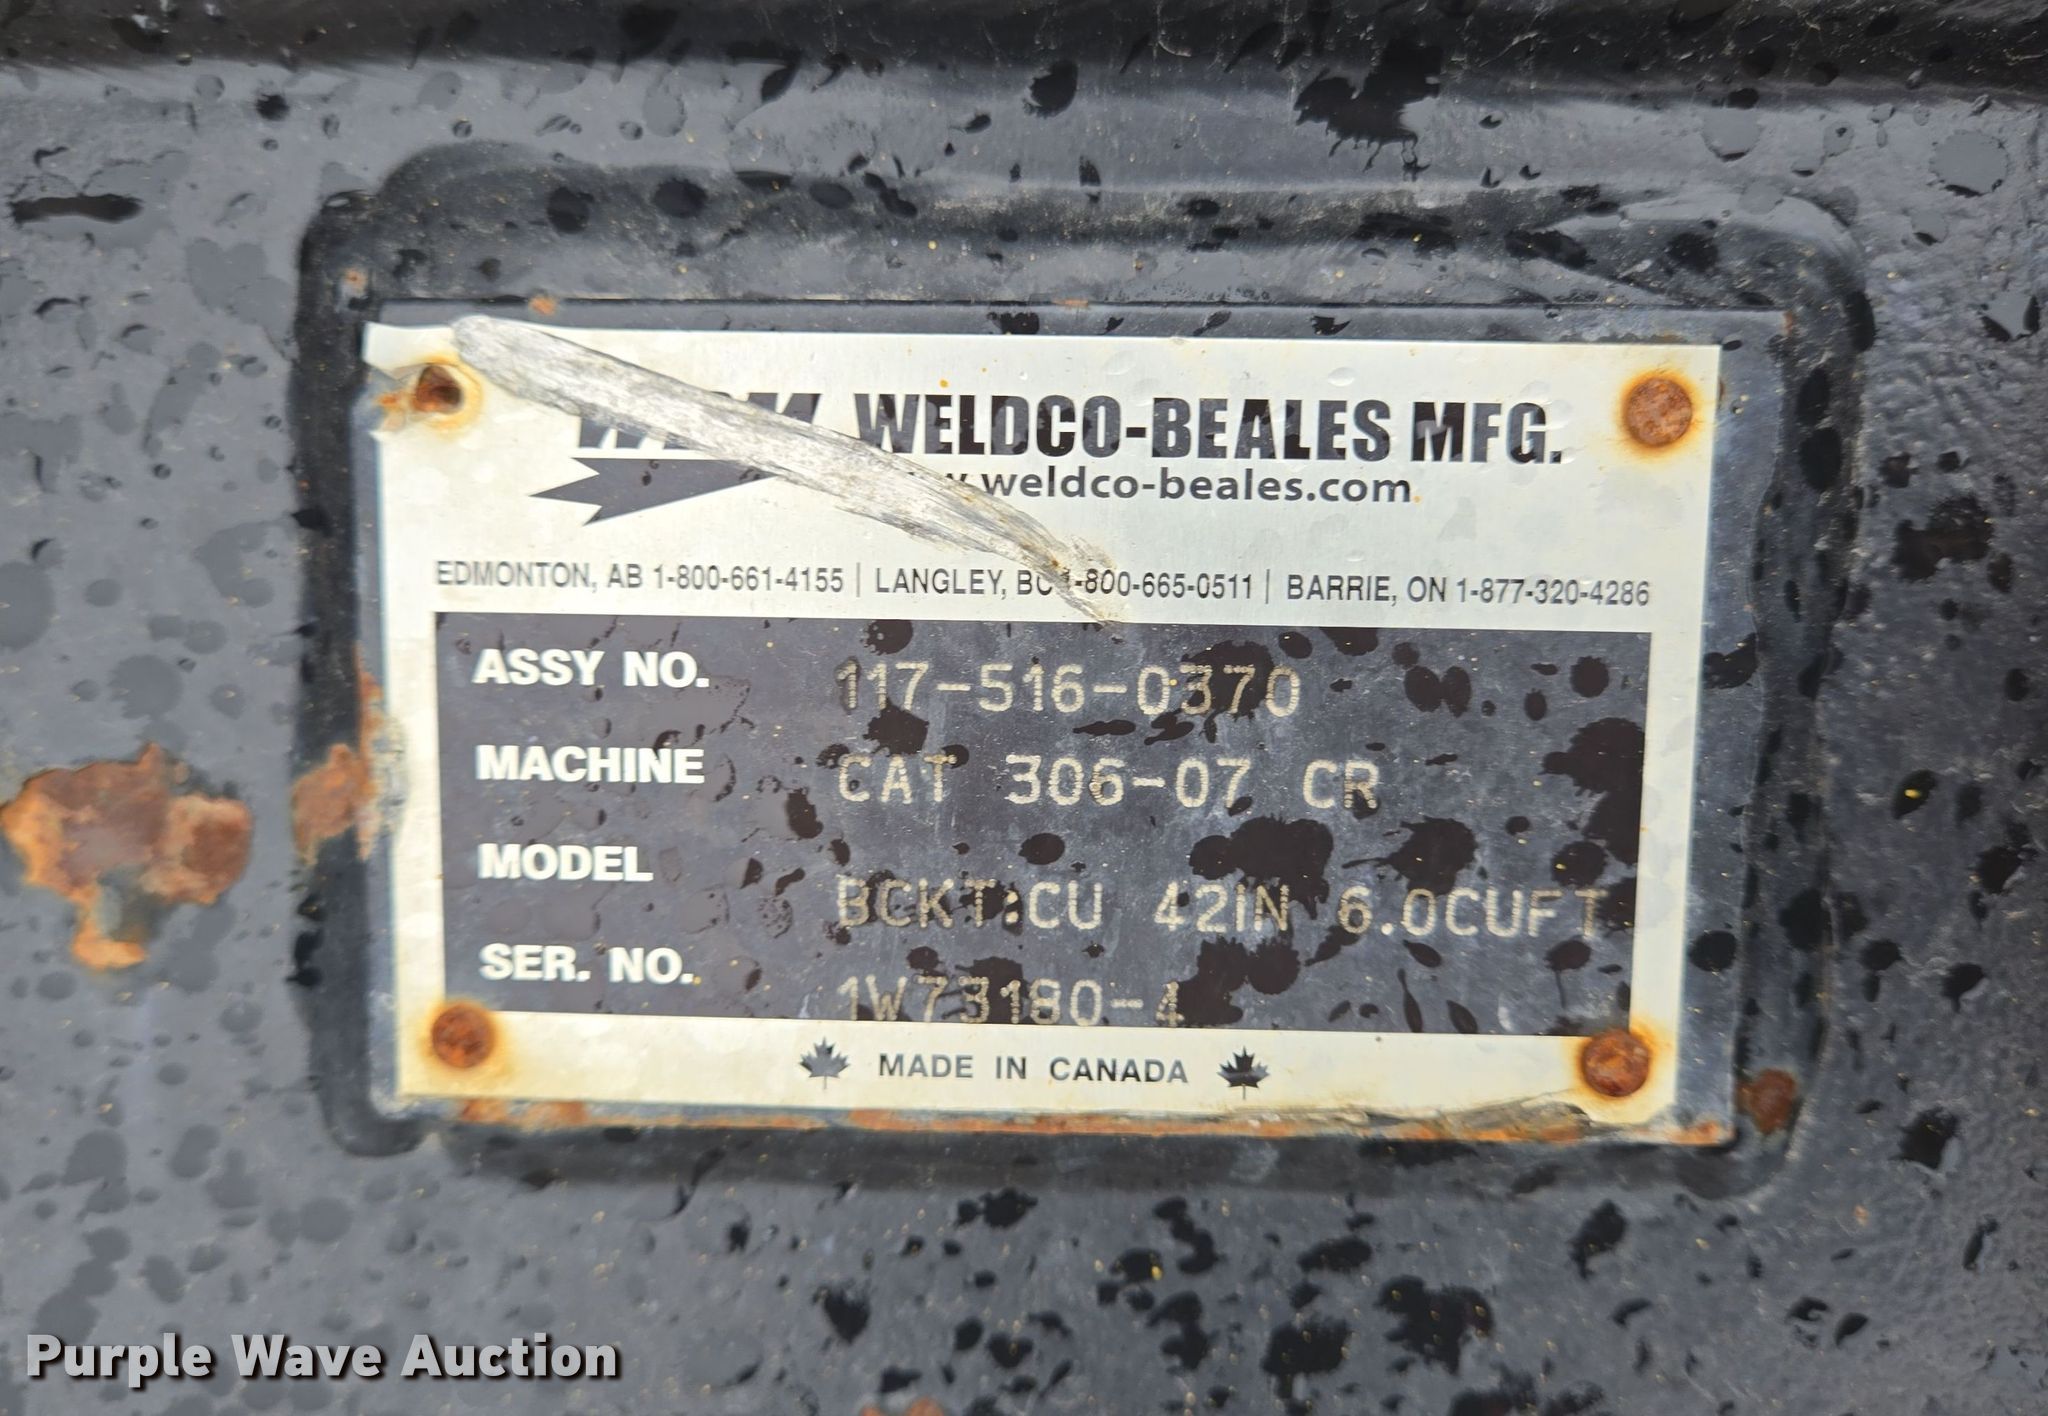 WELDCO-BEALES MFG.
weldco-beales.com
EDMONTON, AB 1-800-661-4155 | LANGLEY, BC 1-800-665-0511 | BARRIE, ON 1-877-320-4286
ASSY NO. 117-516-0370
MACHINE CAT 306-07 CR
MODEL BCKT:CU 42IN 6.0CUFT
SER. NO. 1W73180-4
MADE IN CANADA
Purple Wave Auction